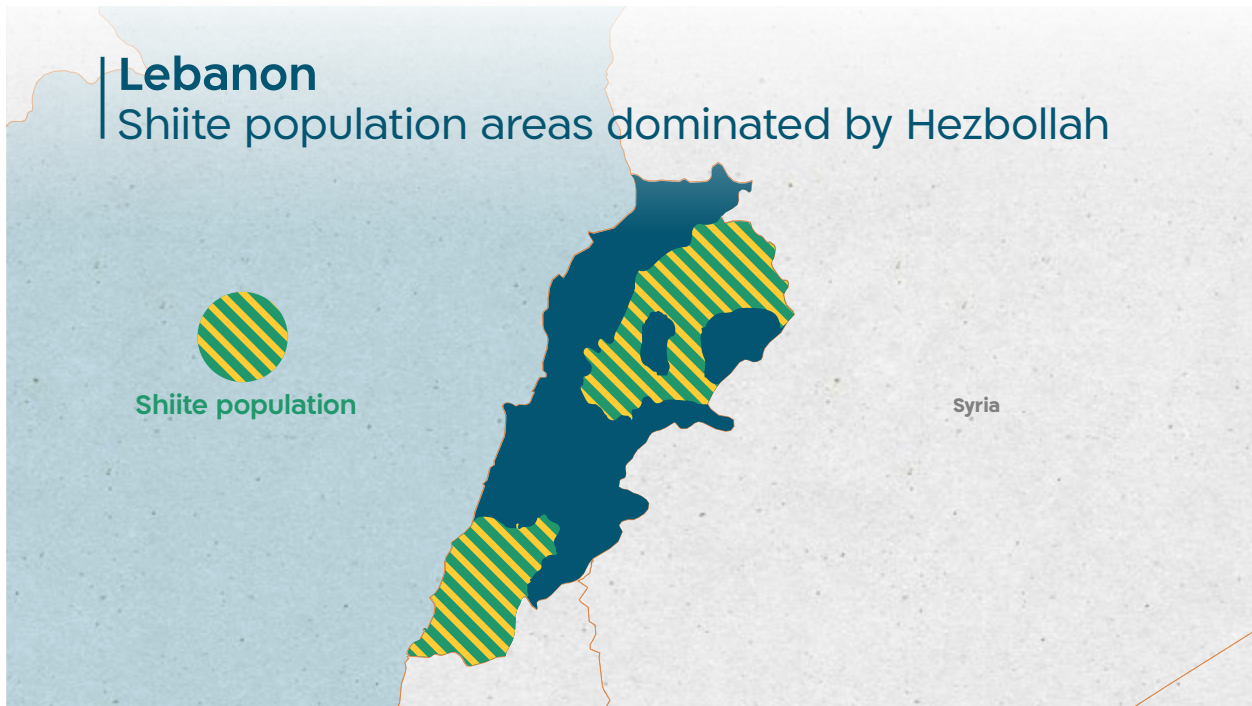 Lebanon
Shiite population areas dominated by Hezbollah
Shiite population
Syria